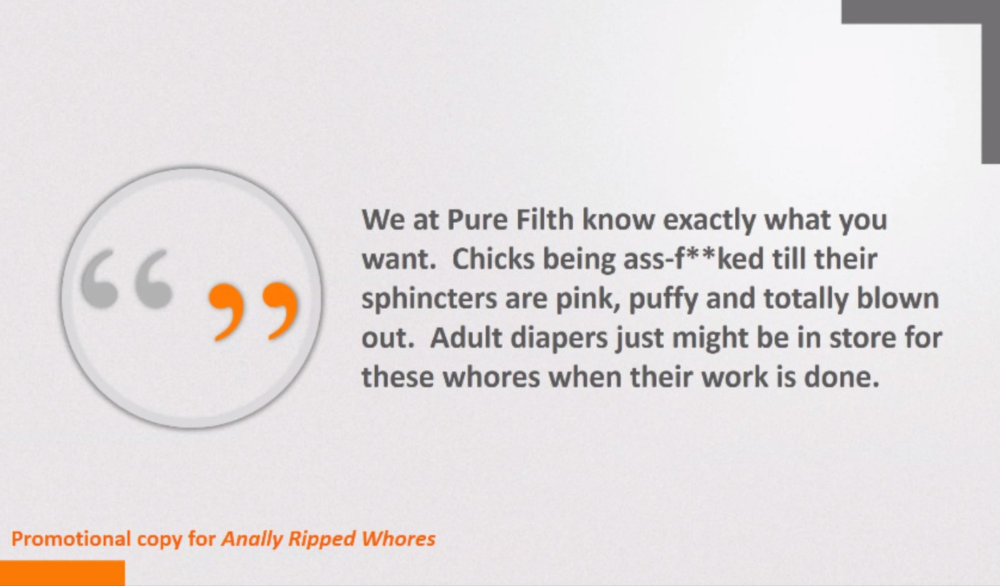 We at Pure Filth know exactly what you
want.  Chicks being ass-f**ked till their
sphincters are pink, puffy and totally blown
out.  Adult diapers just might be in store for
these whores when their work is done.
Promotional copy for Anally Ripped Whores